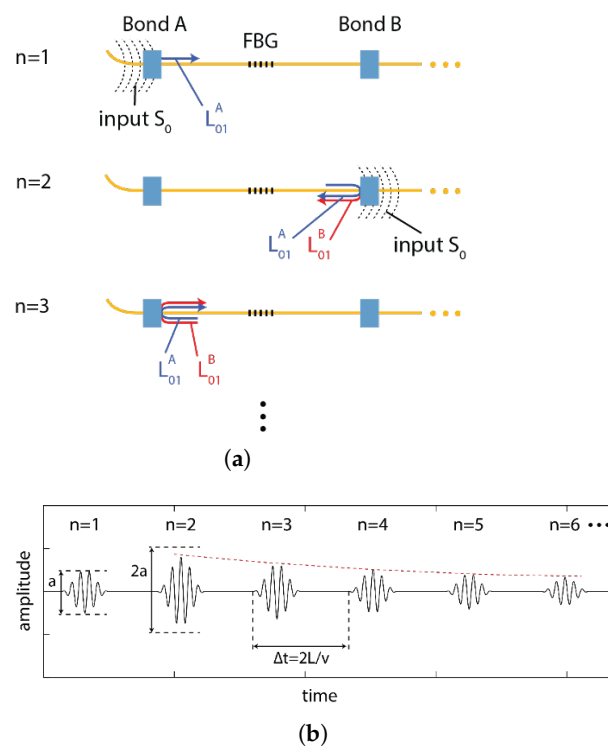 Bond A
Bond B
n=1
FBG
input S₀
L₀₁ᴬ
n=2
L₀₁ᴬ
L₀₁ᴮ
input S₀
n=3
L₀₁ᴬ
L₀₁ᴮ
(a)
n=1 n=2 n=3 n=4 n=5 n=6
a
2a
amplitude
Δt=2L/v
time
(b)